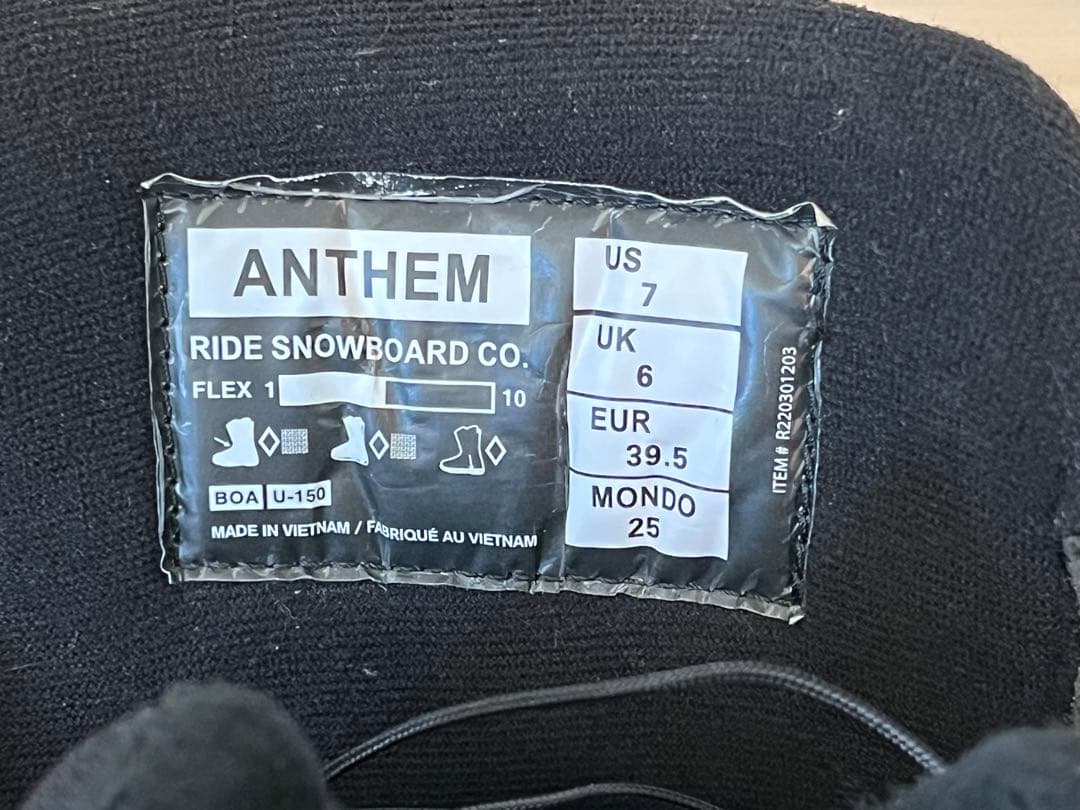 ANTHEM
RIDE SNOWBOARD CO.
FLEX 1 10
BOA U-150
MADE IN VIETNAM / FABRIQUÉ AU VIETNAM
US
7
UK
6
EUR
39.5
MONDO
25
ITEM # R220301203